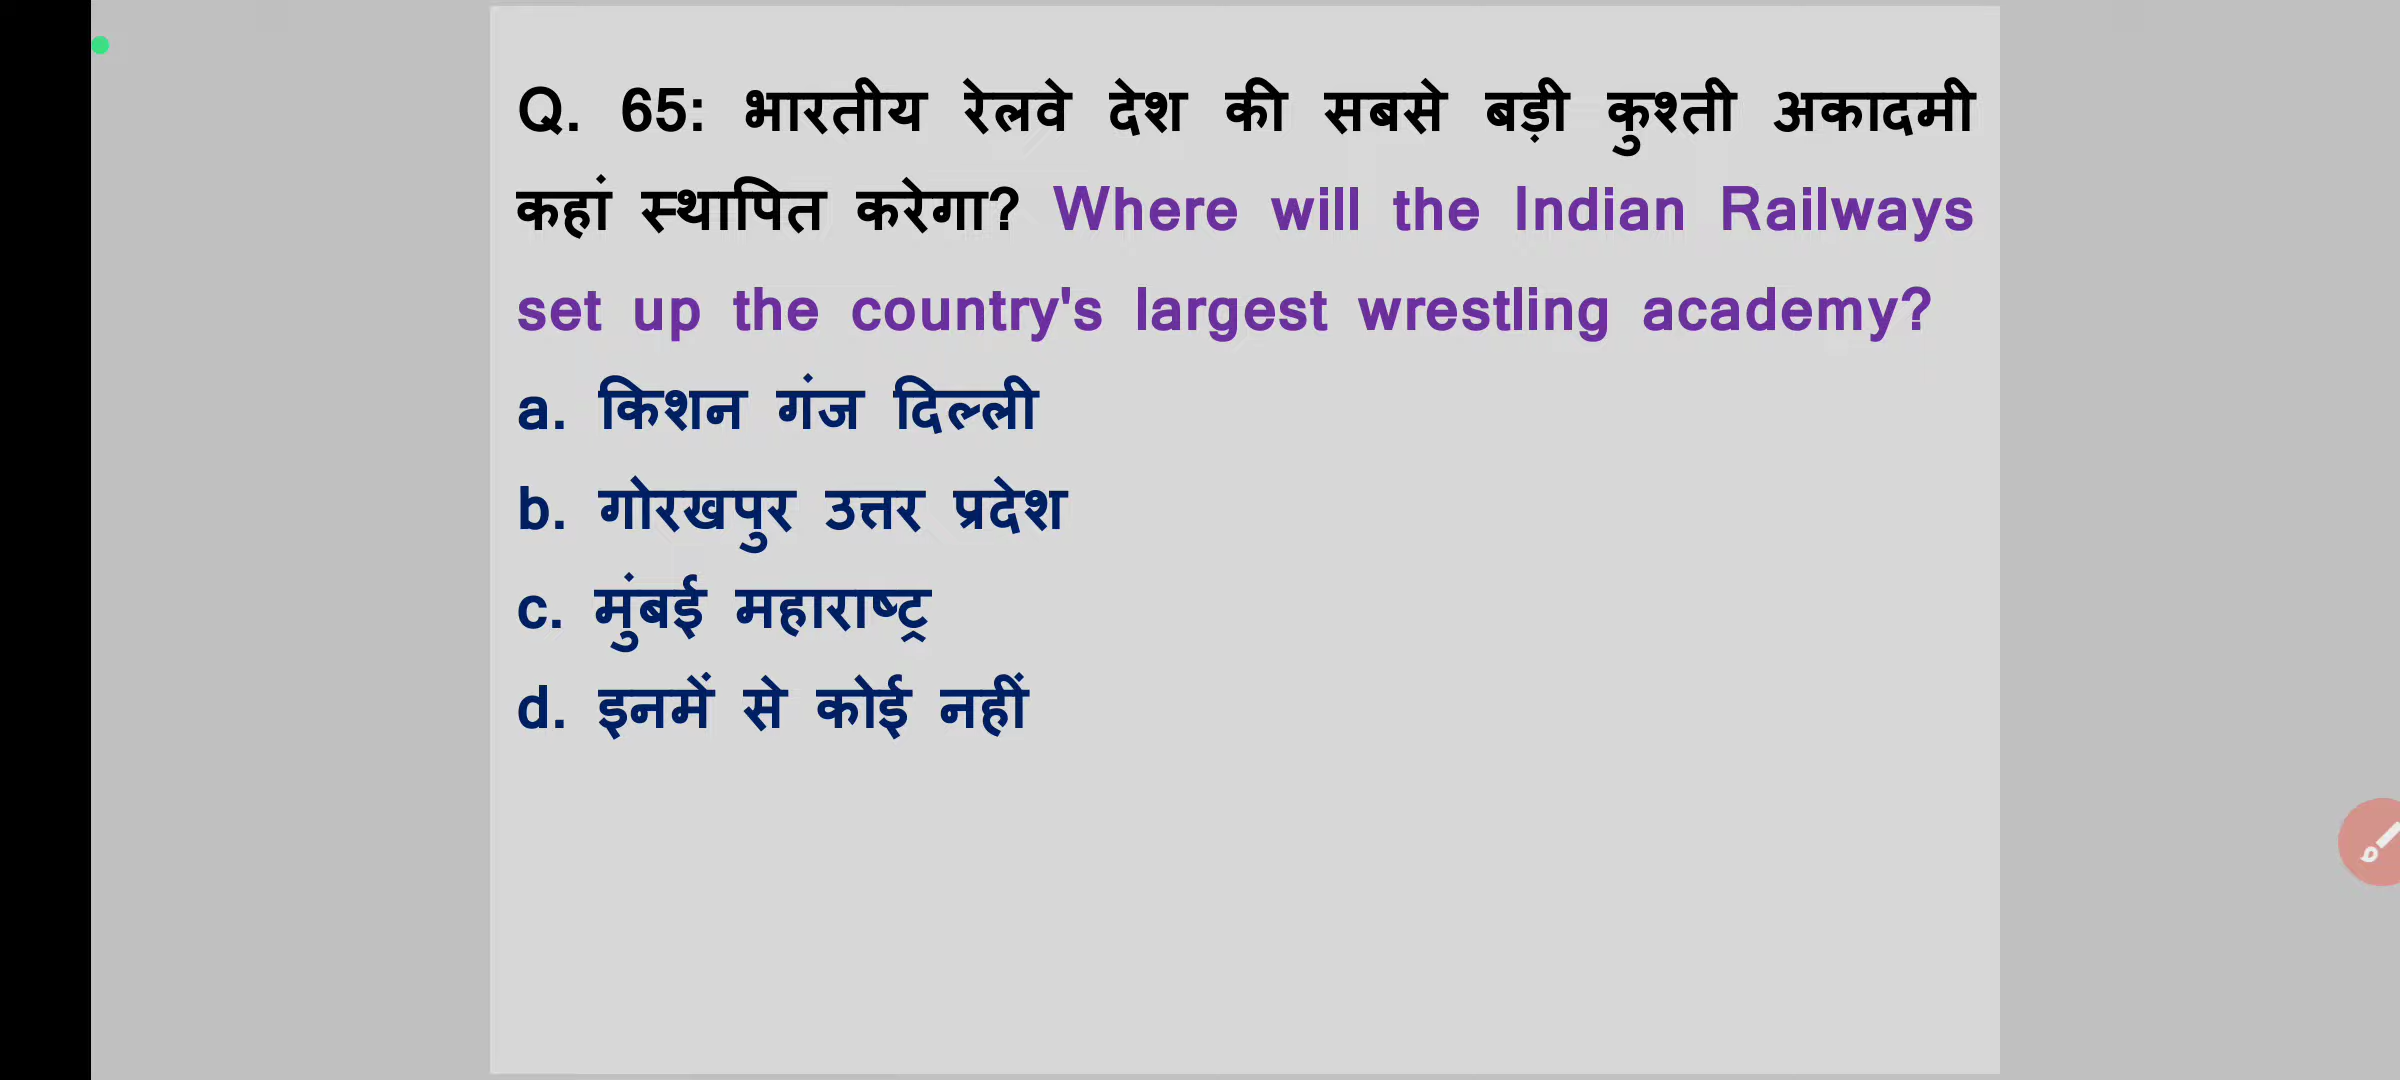 Q. 65: भारतीय रेलवे देश की सबसे बड़ी कुश्ती अकादमी
कहां स्थापित करेगा? Where will the Indian Railways
set up the country's largest wrestling academy?
a. किशन गंज दिल्ली
b. गोरखपुर उत्तर प्रदेश
c. मुंबई महाराष्ट्र
d. इनमें से कोई नहीं